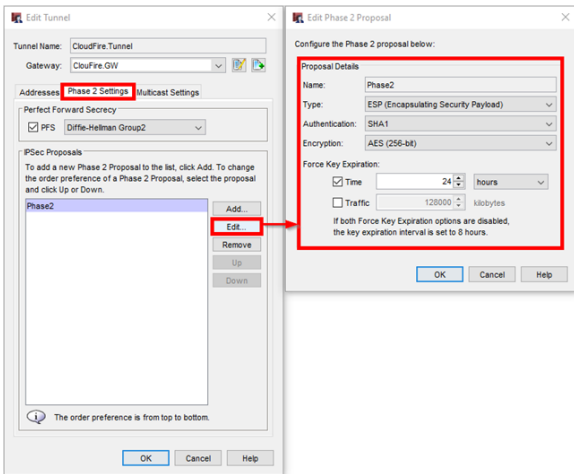 Edit Tunnel
Tunnel Name: CloudFire.Tunnel
Gateway: ClouFire.GW
Addresses Phase 2 Settings Multicast Settings
Perfect Forward Secrecy
PFS Diffie-Hellman Group2
IPSec Proposals
To add a new Phase 2 Proposal to the list, click Add. To change
the order preference of a Phase 2 Proposal, select the proposal
and click Up or Down.
Phase2
Add...
Edit...
Remove
Up
Down
The order preference is from top to bottom.
OK Cancel Help
Edit Phase 2 Proposal
Configure the Phase 2 proposal below:
Proposal Details
Name: Phase2
Type: ESP (Encapsulating Security Payload)
Authentication: SHA1
Encryption: AES (256-bit)
Force Key Expiration:
Time 24 hours
Traffic 128000 kilobytes
If both Force Key Expiration options are disabled,
the key expiration interval is set to 8 hours.
OK Cancel Help